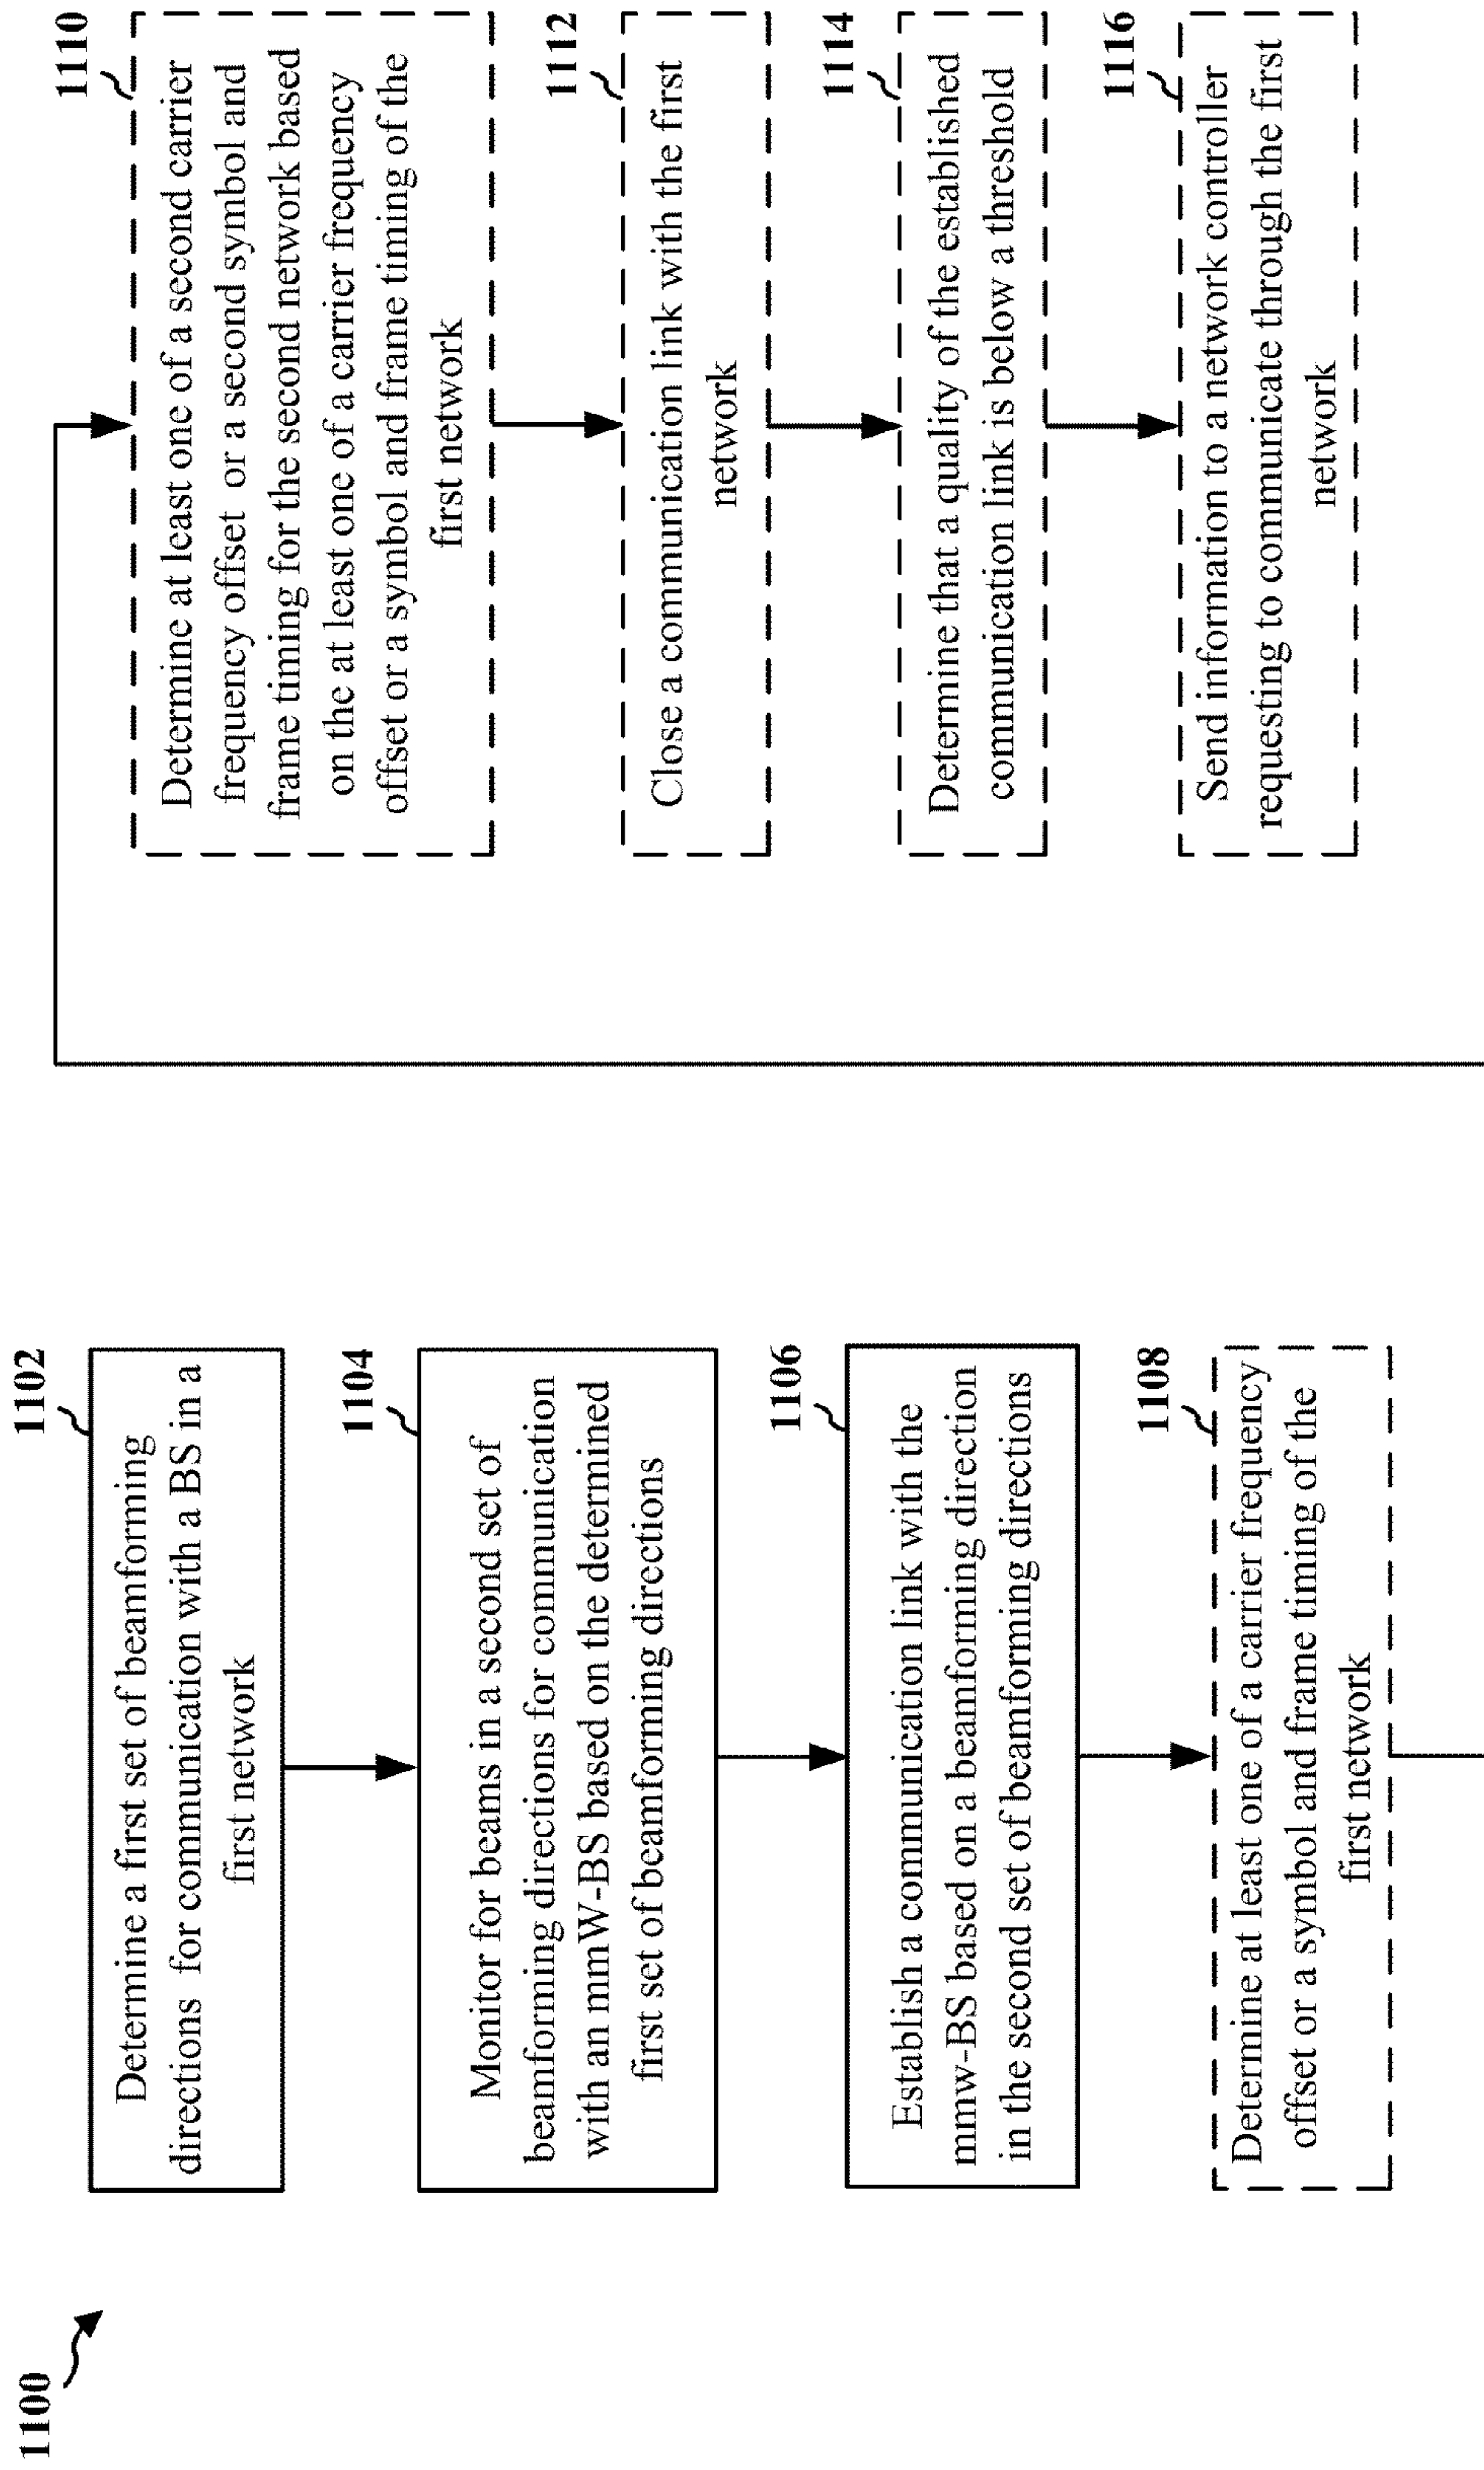 1100
1102
Determine a first set of beamforming
directions for communication with a BS in a
first network
1104
Monitor for beams in a second set of
beamforming directions for communication
with an mmW-BS based on the determined
first set of beamforming directions
1106
Establish a communication link with the
mmw-BS based on a beamforming direction
in the second set of beamforming directions
1108
Determine at least one of a carrier frequency
offset or a symbol and frame timing of the
first network
1110
Determine at least one of a second carrier
frequency offset or a second symbol and
frame timing for the second network based
on the at least one of a carrier frequency
offset or a symbol and frame timing of the
first network
1112
Close a communication link with the first
network
1114
Determine that a quality of the established
communication link is below a threshold
1116
Send information to a network controller
requesting to communicate through the first
network